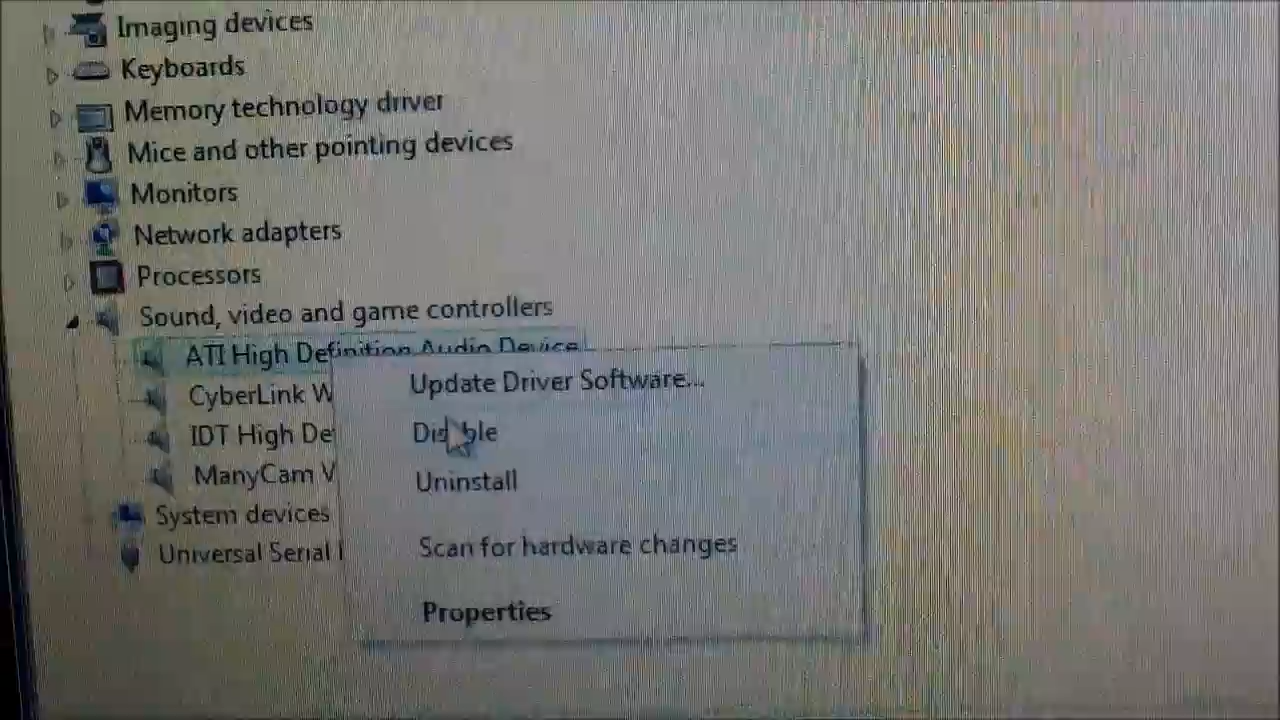 Imaging devices
Keyboards
Memory technology driver
Mice and other pointing devices
Monitors
Network adapters
Processors
Sound, video and game controllers
ATI High Definition Audio Device
CyberLink W
IDT High De
ManyCam V
System devices
Universal Serial
Update Driver Software...
Disable
Uninstall
Scan for hardware changes
Properties